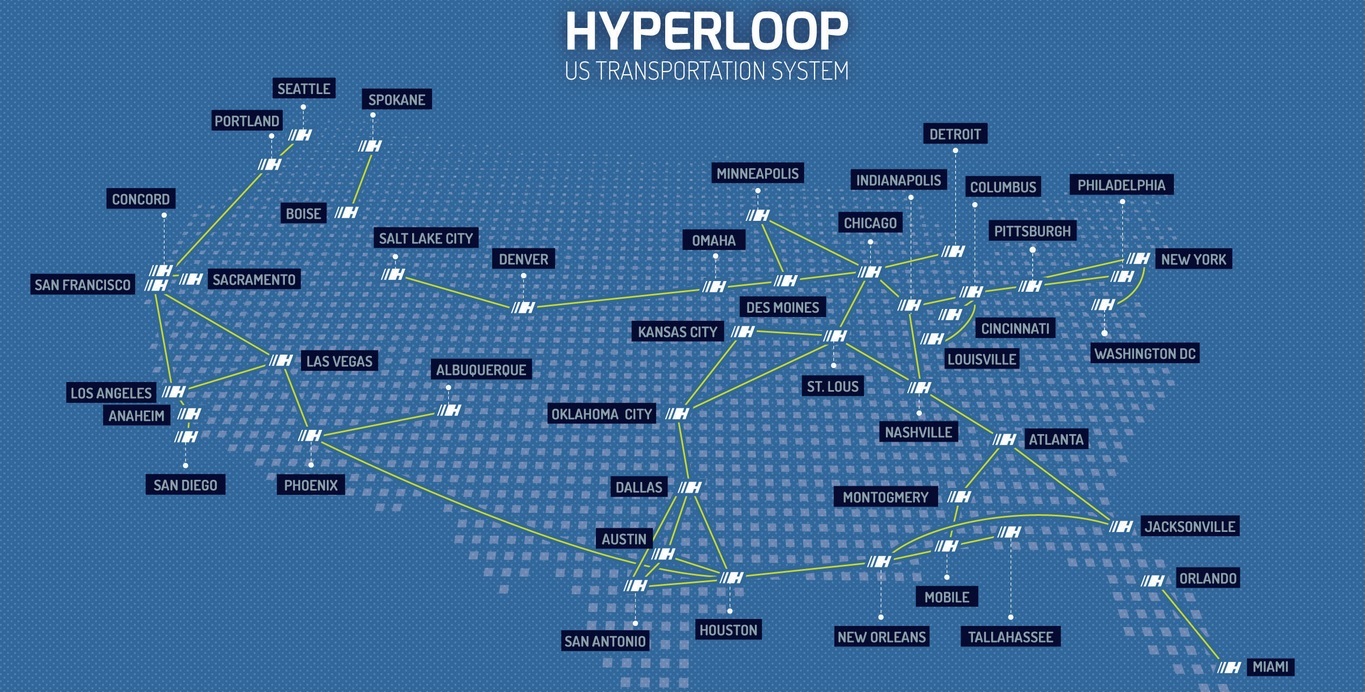 HYPERLOOP
US TRANSPORTATION SYSTEM
SEATTLE
SPOKANE
PORTLAND
DETROIT
MINNEAPOLIS
INDIANAPOLIS
COLUMBUS
PHILADELPHIA
CONCORD
BOISE
CHICAGO
PITTSBURGH
SALT LAKE CITY
OMAHA
DENVER
NEW YORK
SAN FRANCISCO
SACRAMENTO
DES MOINES
KANSAS CITY
CINCINNATI
WASHINGTON DC
LAS VEGAS
LOUISVILLE
ALBUQUERQUE
ST. LOUS
LOS ANGELES
ANAHEIM
OKLAHOMA CITY
NASHVILLE
ATLANTA
SAN DIEGO
PHOENIX
DALLAS
MONTOGMERY
JACKSONVILLE
AUSTIN
ORLANDO
MOBILE
HOUSTON
SAN ANTONIO
NEW ORLEANS
TALLAHASSEE
MIAMI